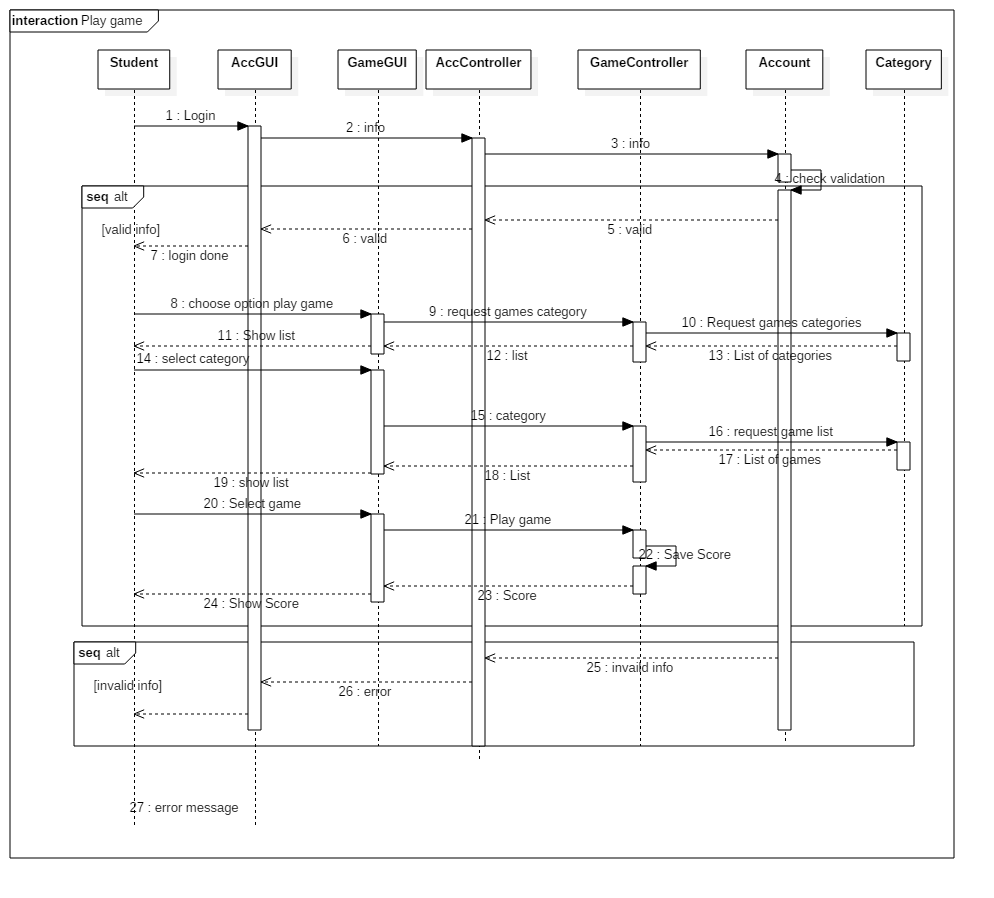 interaction Play game
Student
AccGUI
GameGUI
AccController
GameController
Account
Category
1 : Login
2 : info
3 : info
4 : check validation
seq alt
[valid info]
5 : valid
6 : valid
7 : login done
8 : choose option play game
9 : request games category
10 : Request games categories
11 : Show list
12 : list
13 : List of categories
14 : select category
15 : category
16 : request game list
17 : List of games
18 : List
19 : show list
20 : Select game
21 : Play game
22 : Save Score
23 : Score
24 : Show Score
seq alt
[invalid info]
25 : invalid info
26 : error
27 : error message